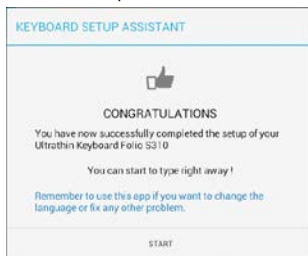 KEYBOARD SETUP ASSISTANT
CONGRATULATIONS
You have now successfully completed the setup of your
Ultrathin Keyboard Folio S310
You can start to type right away !
Remember to use this app if you want to change the
language or fix any other problem.
START